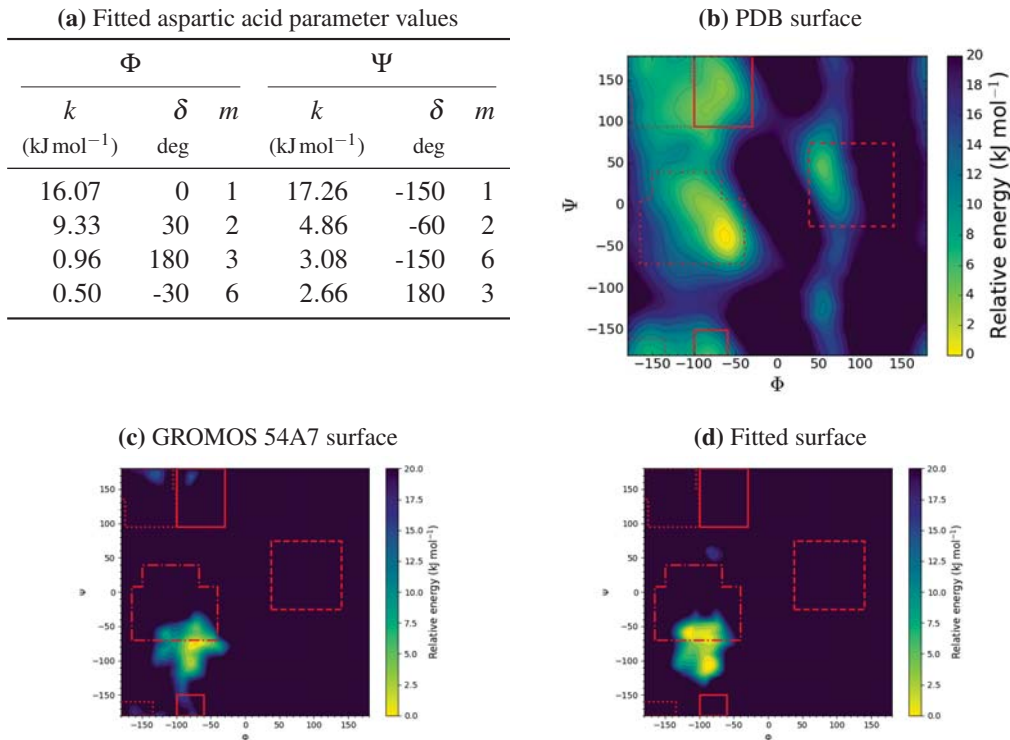 (a) Fitted aspartic acid parameter values
Φ Ψ
k δ m k δ m
(kJ mol⁻¹) deg (kJ mol⁻¹) deg
16.07 0 1 17.26 -150 1
9.33 30 2 4.86 -60 2
0.96 180 3 3.08 -150 6
0.50 -30 6 2.66 180 3
(b) PDB surface
150
100
50
0
−50
−100
−150
Ψ
−150 −100 −50 0 50 100 150
Φ
20
18
16
14
12
10
8
6
4
2
0
Relative energy (kJ mol⁻¹)
(c) GROMOS 54A7 surface
150
100
50
0
−50
−100
−150
Ψ
−150 −100 −50 0 50 100 150
Φ
20.0
17.5
15.0
12.5
10.0
7.5
5.0
2.5
0.0
Relative energy (kJ mol⁻¹)
(d) Fitted surface
150
100
50
0
−50
−100
−150
Ψ
−150 −100 −50 0 50 100 150
Φ
20.0
17.5
15.0
12.5
10.0
7.5
5.0
2.5
0.0
Relative energy (kJ mol⁻¹)